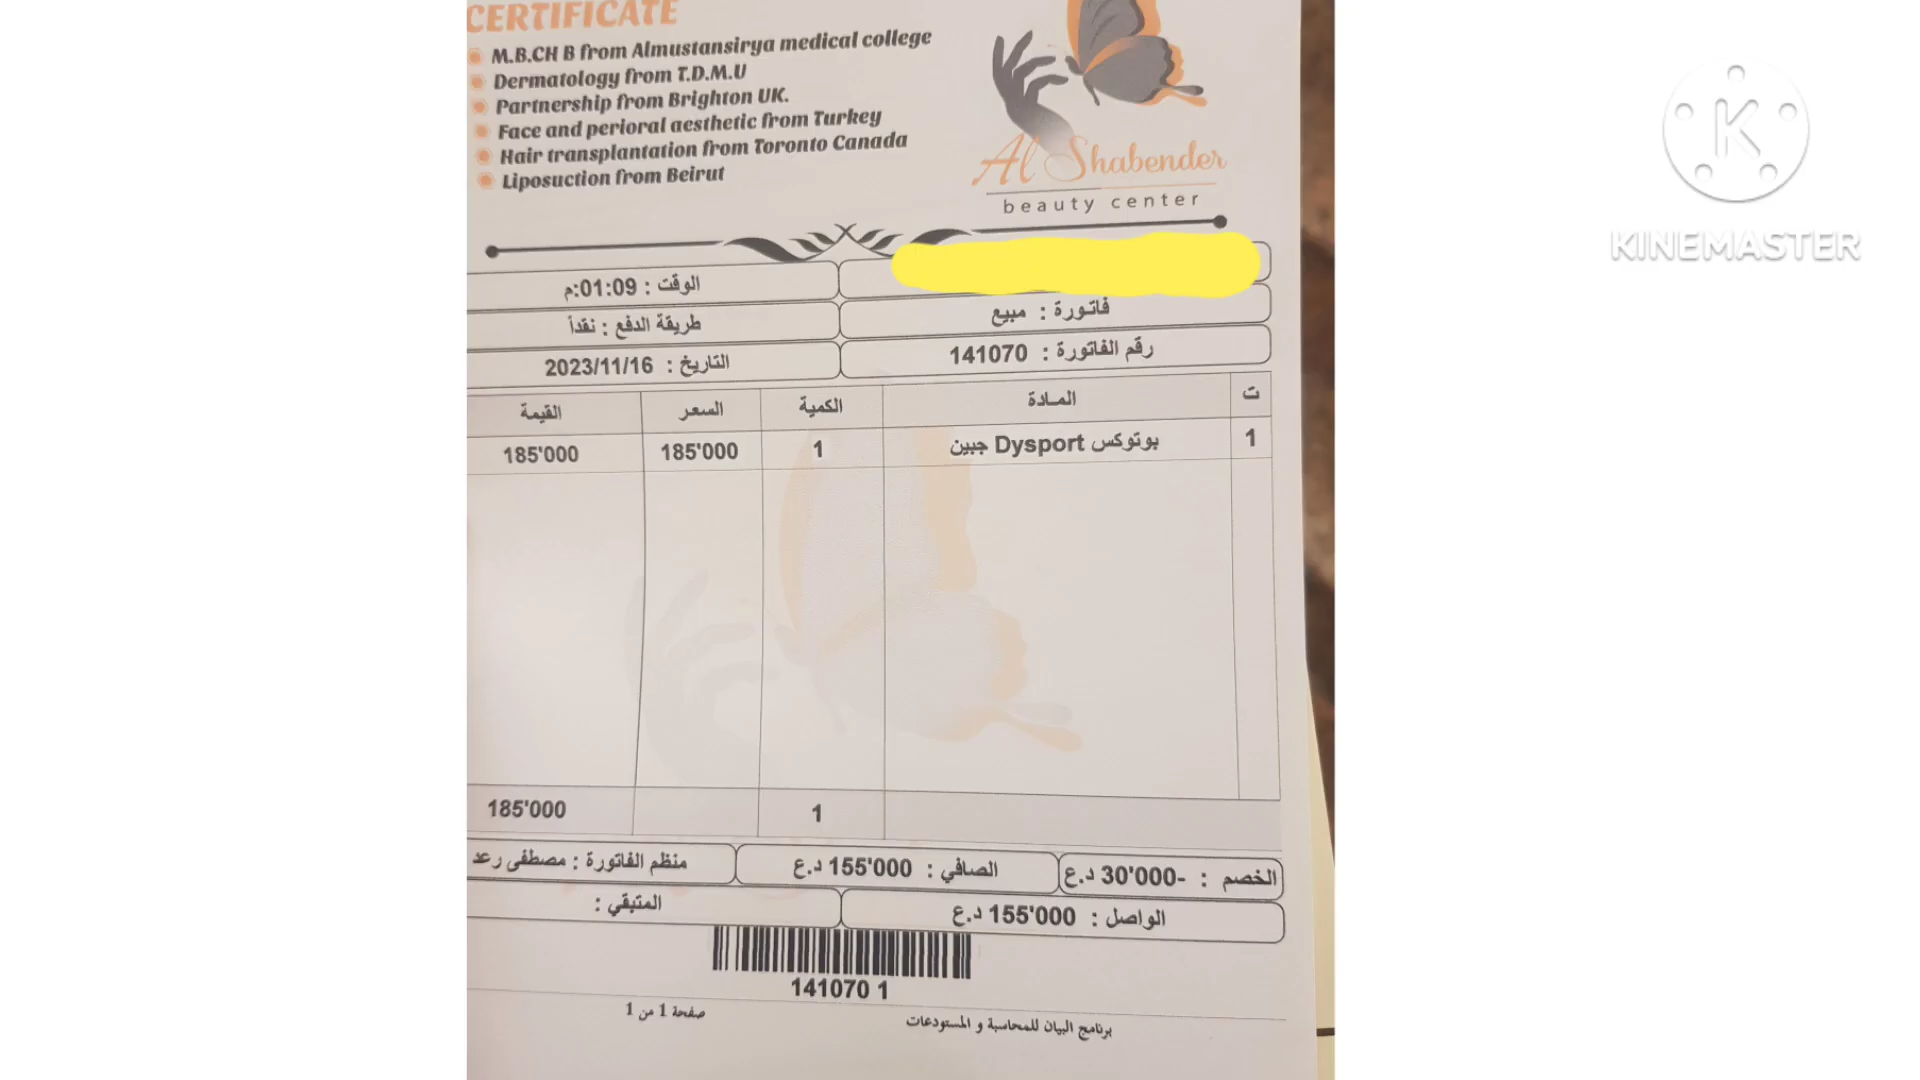 CERTIFICATE
M.B.CH B from Almustansirya medical college
Dermatology from T.D.M.U
Partnership from Brighton UK.
Face and perioral aesthetic from Turkey
Hair transplantation from Toronto Canada
Liposuction from Beirut
Al Shabender
beauty center
K
KINEMASTER
الوقت : 01:09:م
فاتورة : مبيع
طريقة الدفع : نقداً
رقم الفاتورة : 141070
التاريخ : 2023/11/16
ت المادة الكمية السعر القيمة
1 بوتوكس Dysport جبين 1 185'000 185'000
1 185'000
الخصم : -30'000 د.ع الصافي : 155'000 د.ع منظم الفاتورة : مصطفى رعد
الواصل : 155'000 د.ع المتبقي :
141070 1
برنامج البيان للمحاسبة و المستودعات صفحة 1 من 1